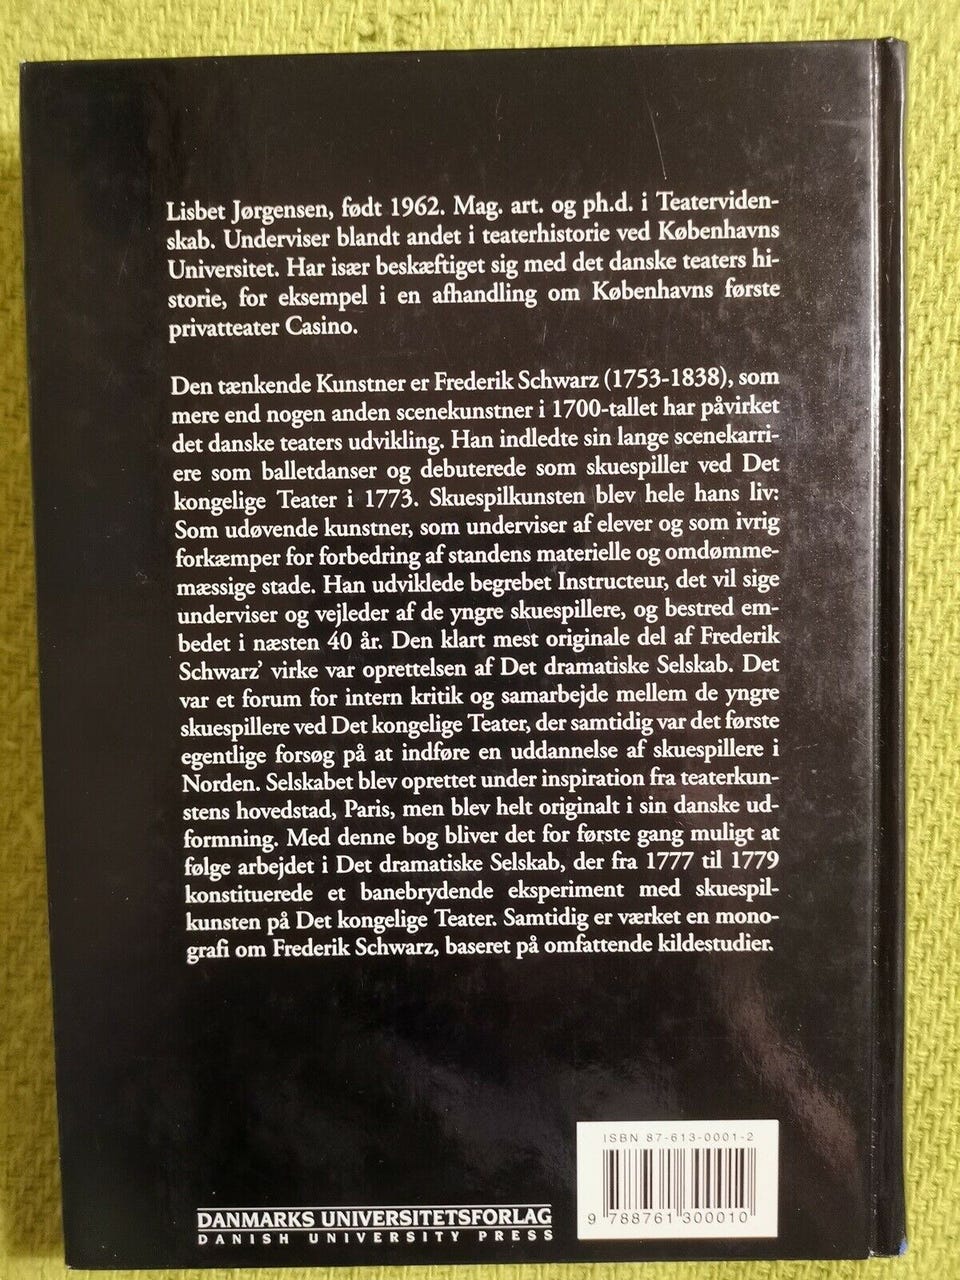 Lisbet Jørgensen, født 1962. Mag. art. og ph.d. i Teaterviden-
skab. Underviser blandt andet i teaterhistorie ved Københavns
Universitet. Har især beskæftiget sig med det danske teaters hi-
storie, for eksempel i en afhandling om Københavns første
privatteater Casino.
Den tænkende Kunstner er Frederik Schwarz (1753-1838), som
mere end nogen anden scenekunstner i 1700-tallet har påvirket
det danske teaters udvikling. Han indledte sin lange scenekarri-
ere som balletdanser og debuterede som skuespiller ved Det
kongelige Teater i 1773. Skuespilkunsten blev hele hans liv:
Som udøvende kunstner, som underviser af elever og som ivrig
forkæmper for forbedring af standens materielle og omdømme-
mæssige stade. Han udviklede begrebet Instructeur, det vil sige
underviser og vejleder af de yngre skuespillere, og bestred em-
bedet i næsten 40 år. Den klart mest originale del af Frederik
Schwarz’ virke var oprettelsen af Det dramatiske Selskab. Det
var et forum for intern kritik og samarbejde mellem de yngre
skuespillere ved Det kongelige Teater, der samtidig var det første
egentlige forsøg på at indføre en uddannelse af skuespillere i
Norden. Selskabet blev oprettet under inspiration fra teaterkun-
stens hovedstad, Paris, men blev helt originalt i sin danske ud-
formning. Med denne bog bliver det for første gang muligt at
følge arbejdet i Det dramatiske Selskab, der fra 1777 til 1779
konstituerede et banebrydende eksperiment med skuespil-
kunsten på Det kongelige Teater. Samtidig er værket en mono-
grafi om Frederik Schwarz, baseret på omfattende kildestudier.
ISBN 87-613-0001-2
9 788761 300010
DANMARKS UNIVERSITETSFORLAG
DANISH UNIVERSITY PRESS